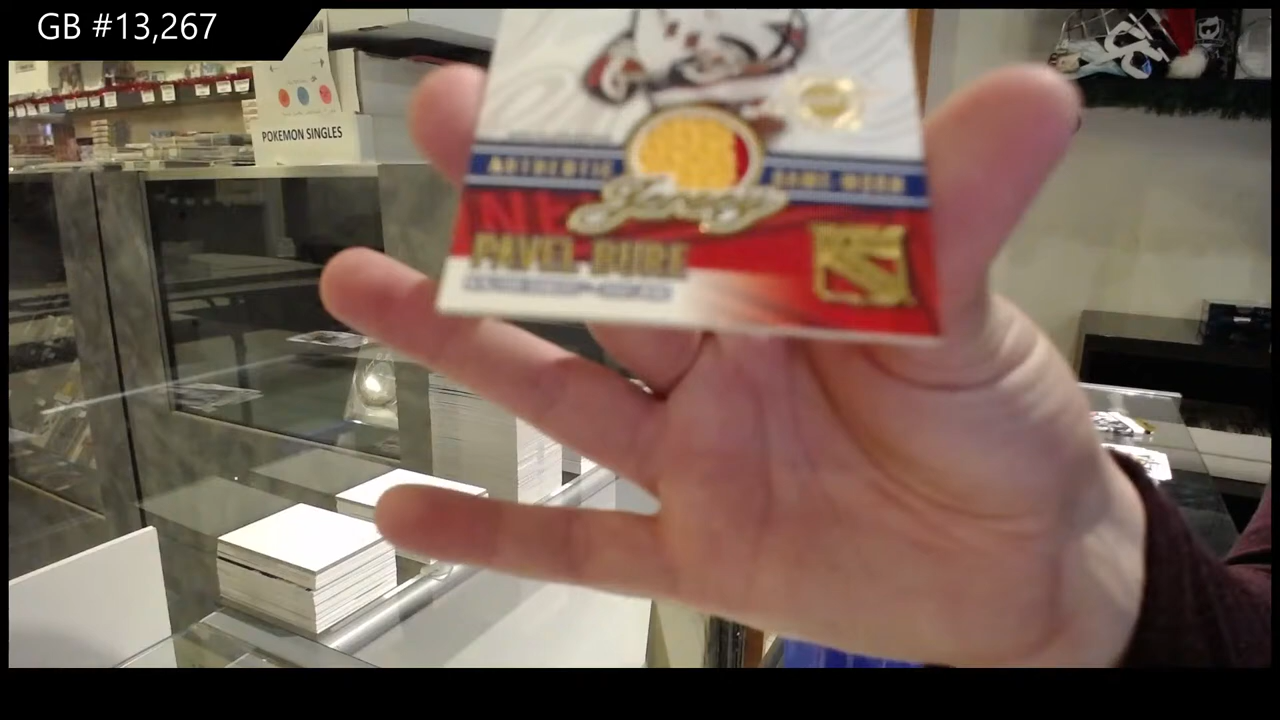 GB #13,267
POKEMON SINGLES
AUTHENTIC GAME-WORN
Jersey
PAVEL BURE